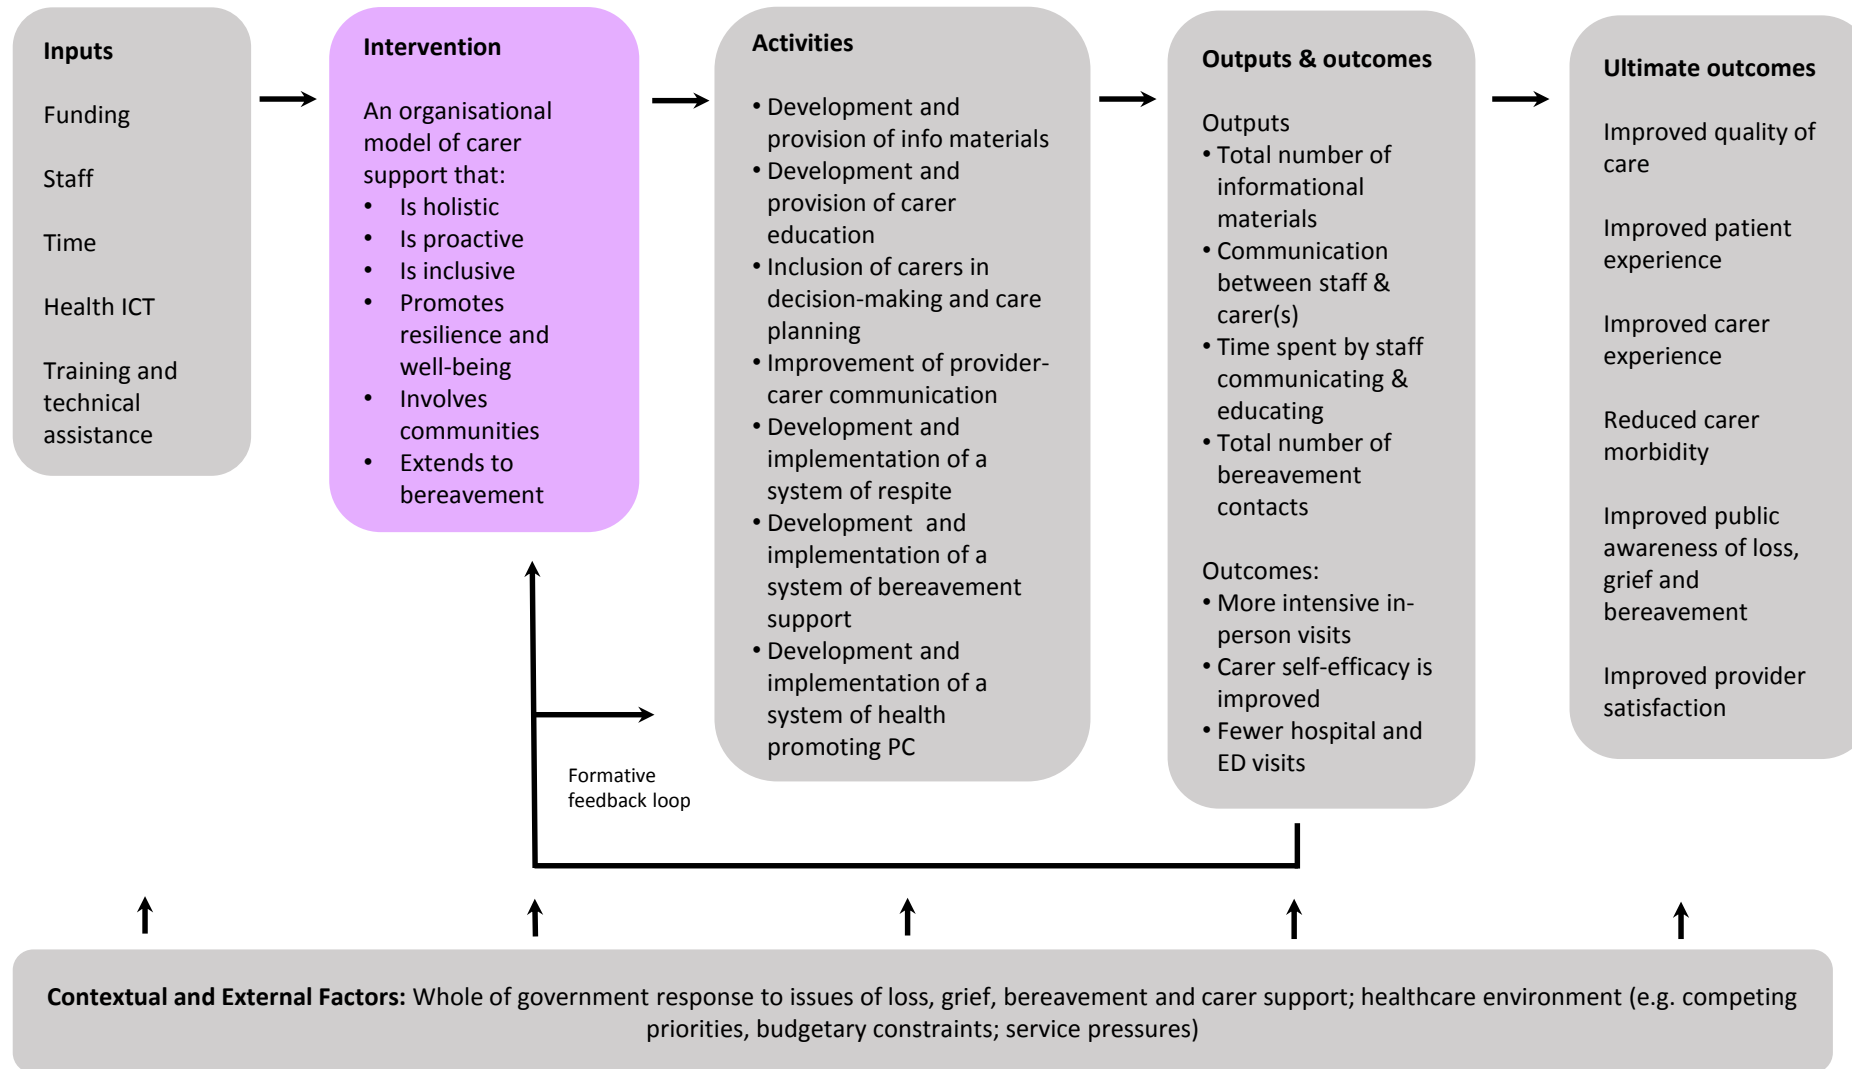 Inputs
Funding
Staff
Time
Health ICT
Training and
technical
assistance
Intervention
An organisational
model of carer
support that:
• Is holistic
• Is proactive
• Is inclusive
• Promotes
resilience and
well-being
• Involves
communities
• Extends to
bereavement
Activities
• Development and
provision of info materials
• Development and
provision of carer
education
• Inclusion of carers in
decision-making and care
planning
• Improvement of provider-
carer communication
• Development and
implementation of a
system of respite
• Development and
implementation of a
system of bereavement
support
• Development and
implementation of a
system of health
promoting PC
Outputs & outcomes
Outputs
• Total number of
informational
materials
• Communication
between staff &
carer(s)
• Time spent by staff
communicating &
educating
• Total number of
bereavement
contacts
Outcomes:
• More intensive in-
person visits
• Carer self-efficacy is
improved
• Fewer hospital and
ED visits
Ultimate outcomes
Improved quality of
care
Improved patient
experience
Improved carer
experience
Reduced carer
morbidity
Improved public
awareness of loss,
grief and
bereavement
Improved provider
satisfaction
Formative
feedback loop
Contextual and External Factors: Whole of government response to issues of loss, grief, bereavement and carer support; healthcare environment (e.g. competing
priorities, budgetary constraints; service pressures)